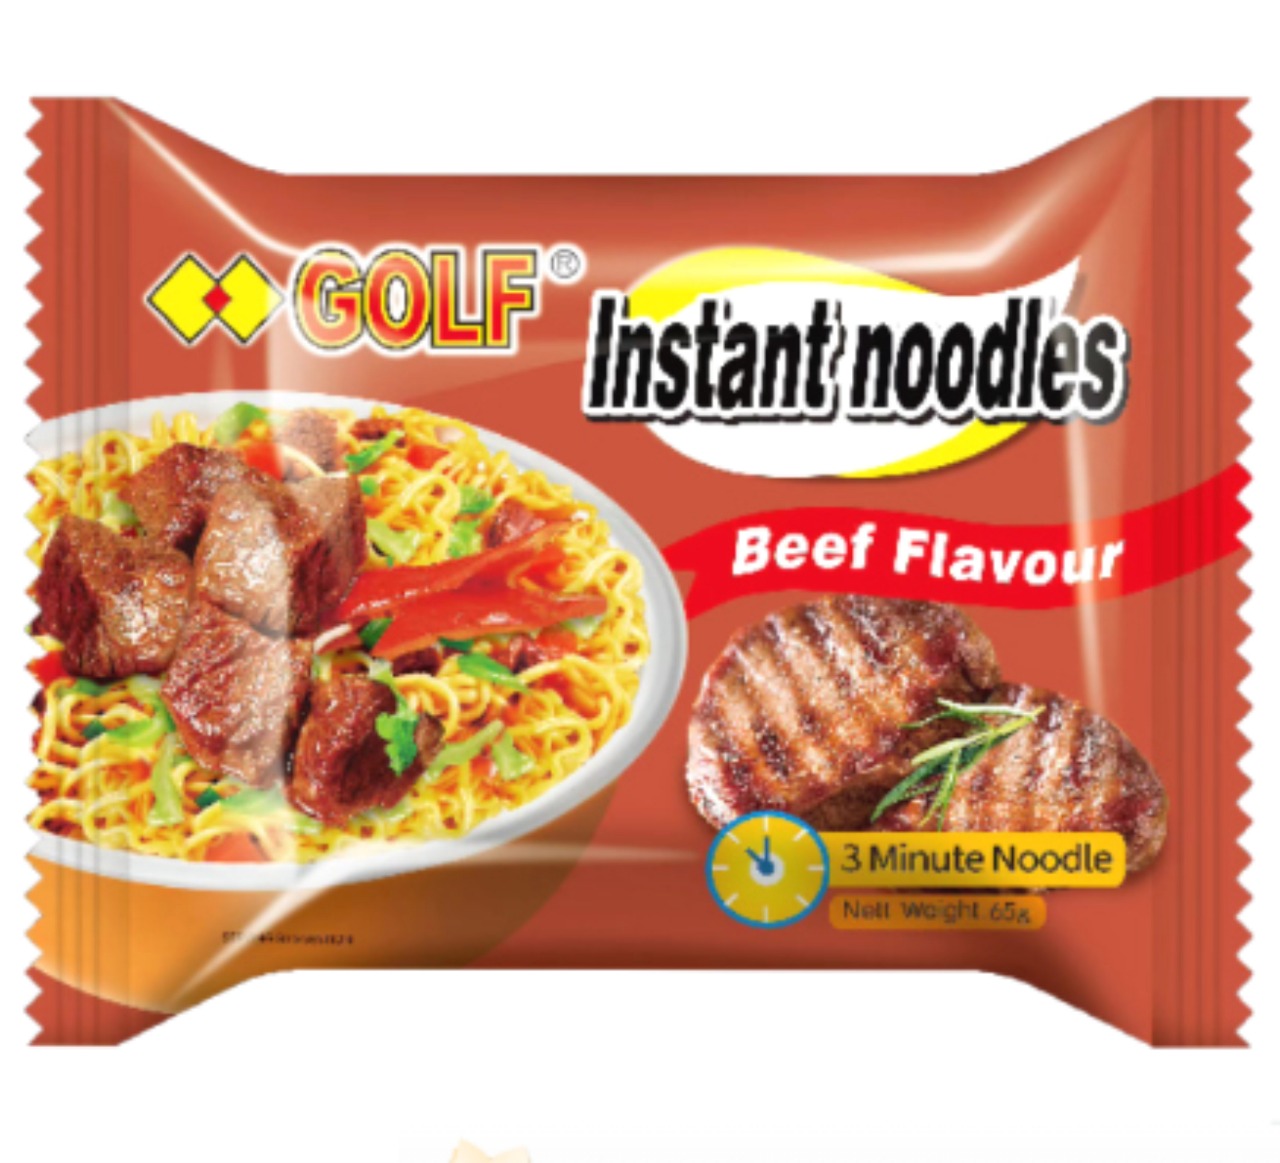 GOLF®
Instant noodles
Beef Flavour
3 Minute Noodle
Nett Weight 65g